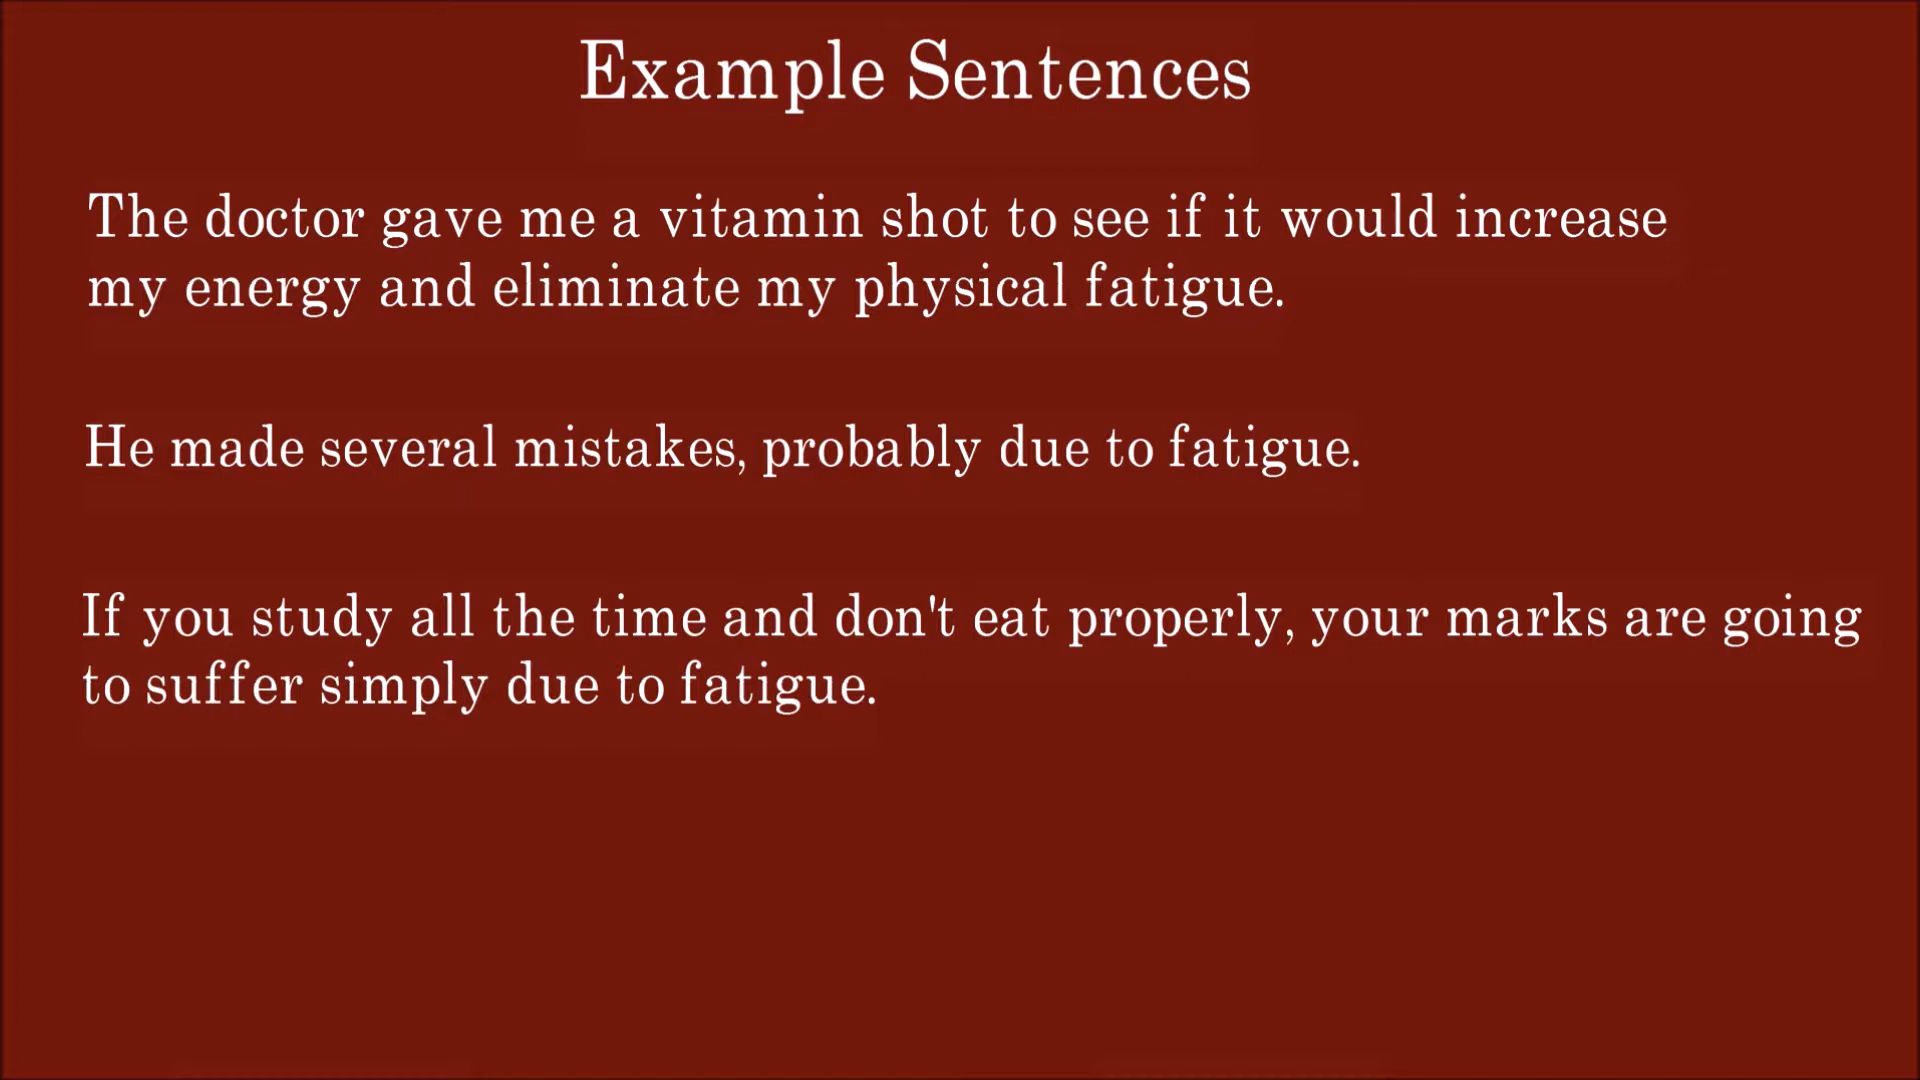 Example Sentences
The doctor gave me a vitamin shot to see if it would increase
my energy and eliminate my physical fatigue.
He made several mistakes, probably due to fatigue.
If you study all the time and don't eat properly, your marks are going
to suffer simply due to fatigue.